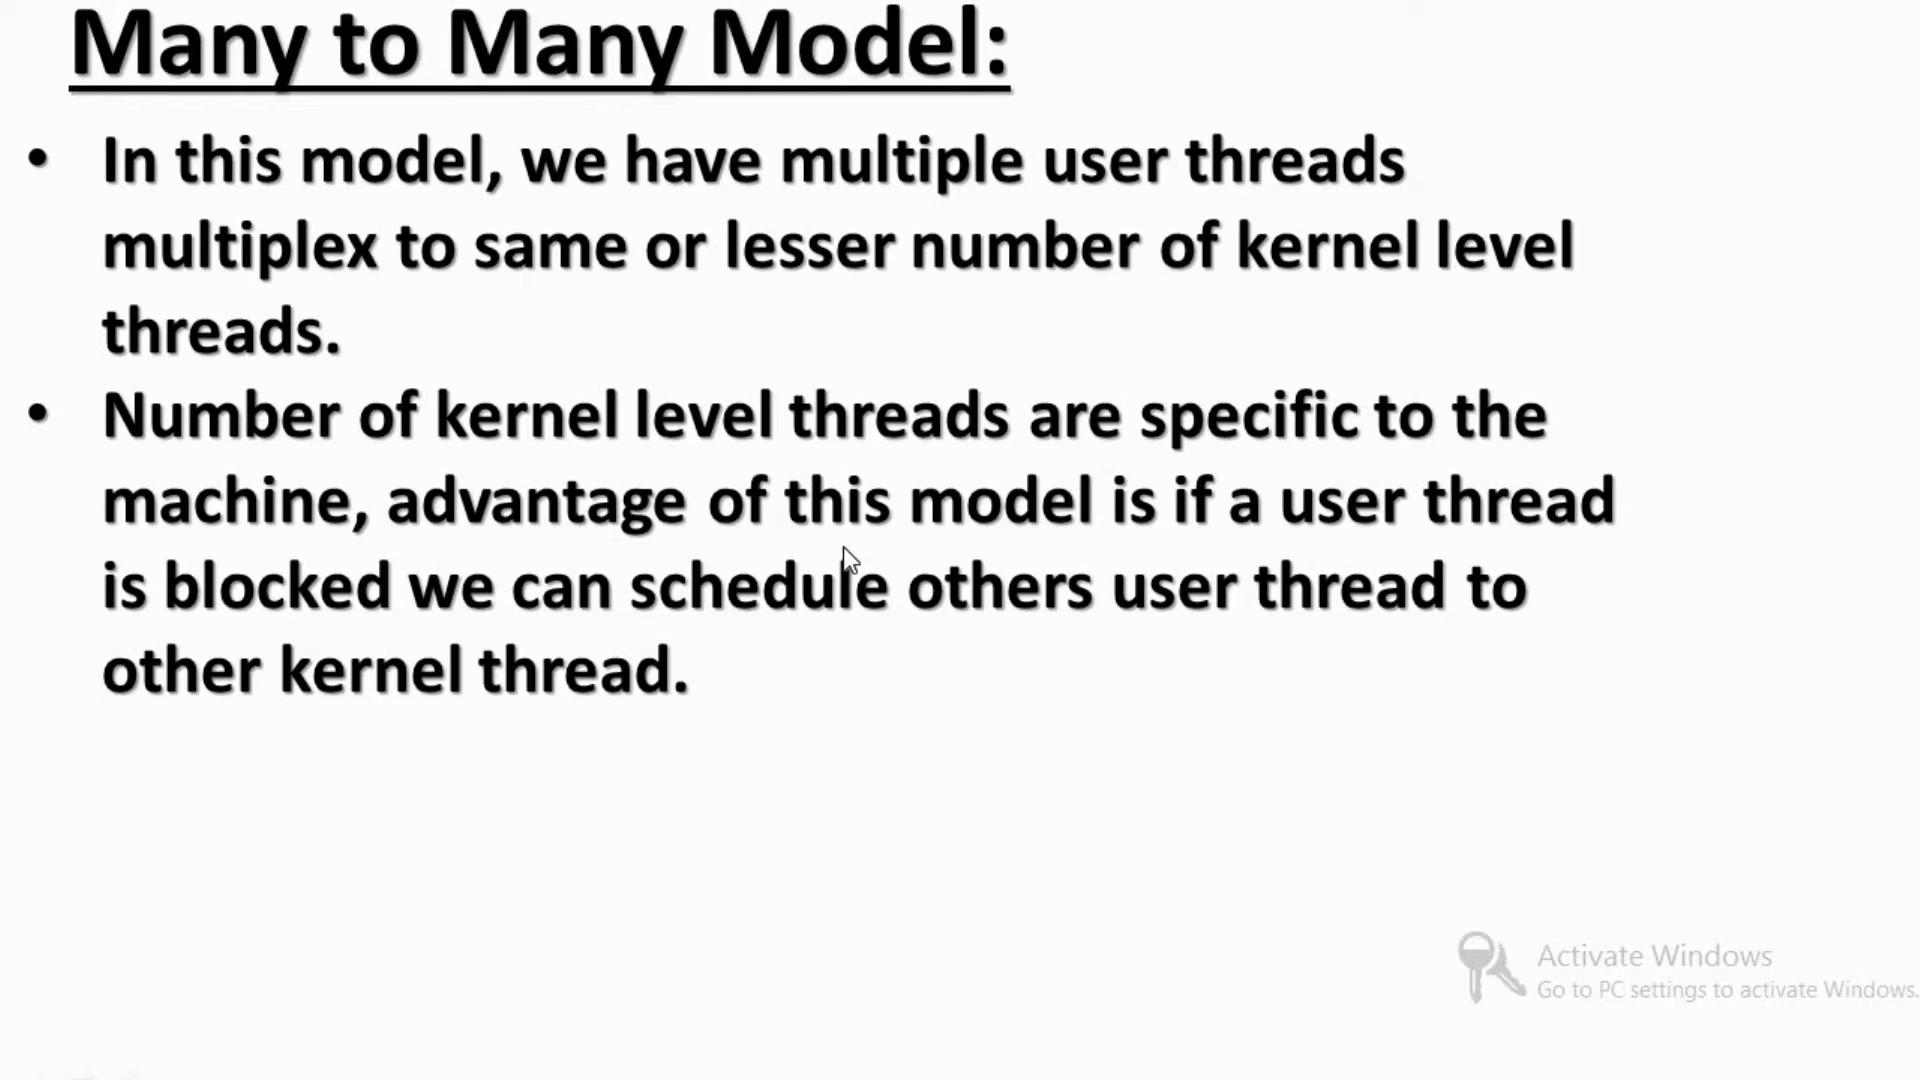 Many to Many Model:
• In this model, we have multiple user threads
multiplex to same or lesser number of kernel level
threads.
• Number of kernel level threads are specific to the
machine, advantage of this model is if a user thread
is blocked we can schedule others user thread to
other kernel thread.
Activate Windows
Go to PC settings to activate Windows.